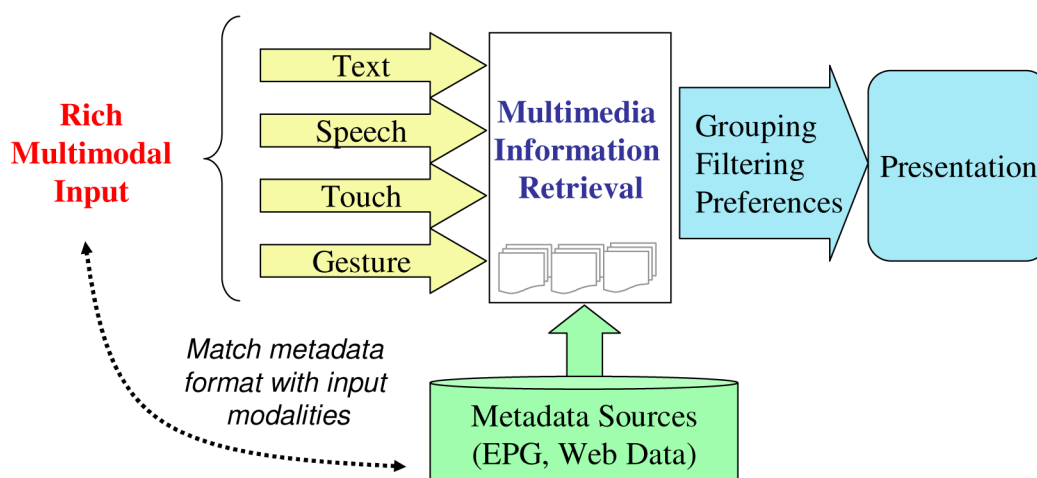 Rich
Multimodal
Input
Text
Speech
Touch
Gesture
Multimedia
Information
Retrieval
Grouping
Filtering
Preferences
Presentation
Match metadata
format with input
modalities
Metadata Sources
(EPG, Web Data)